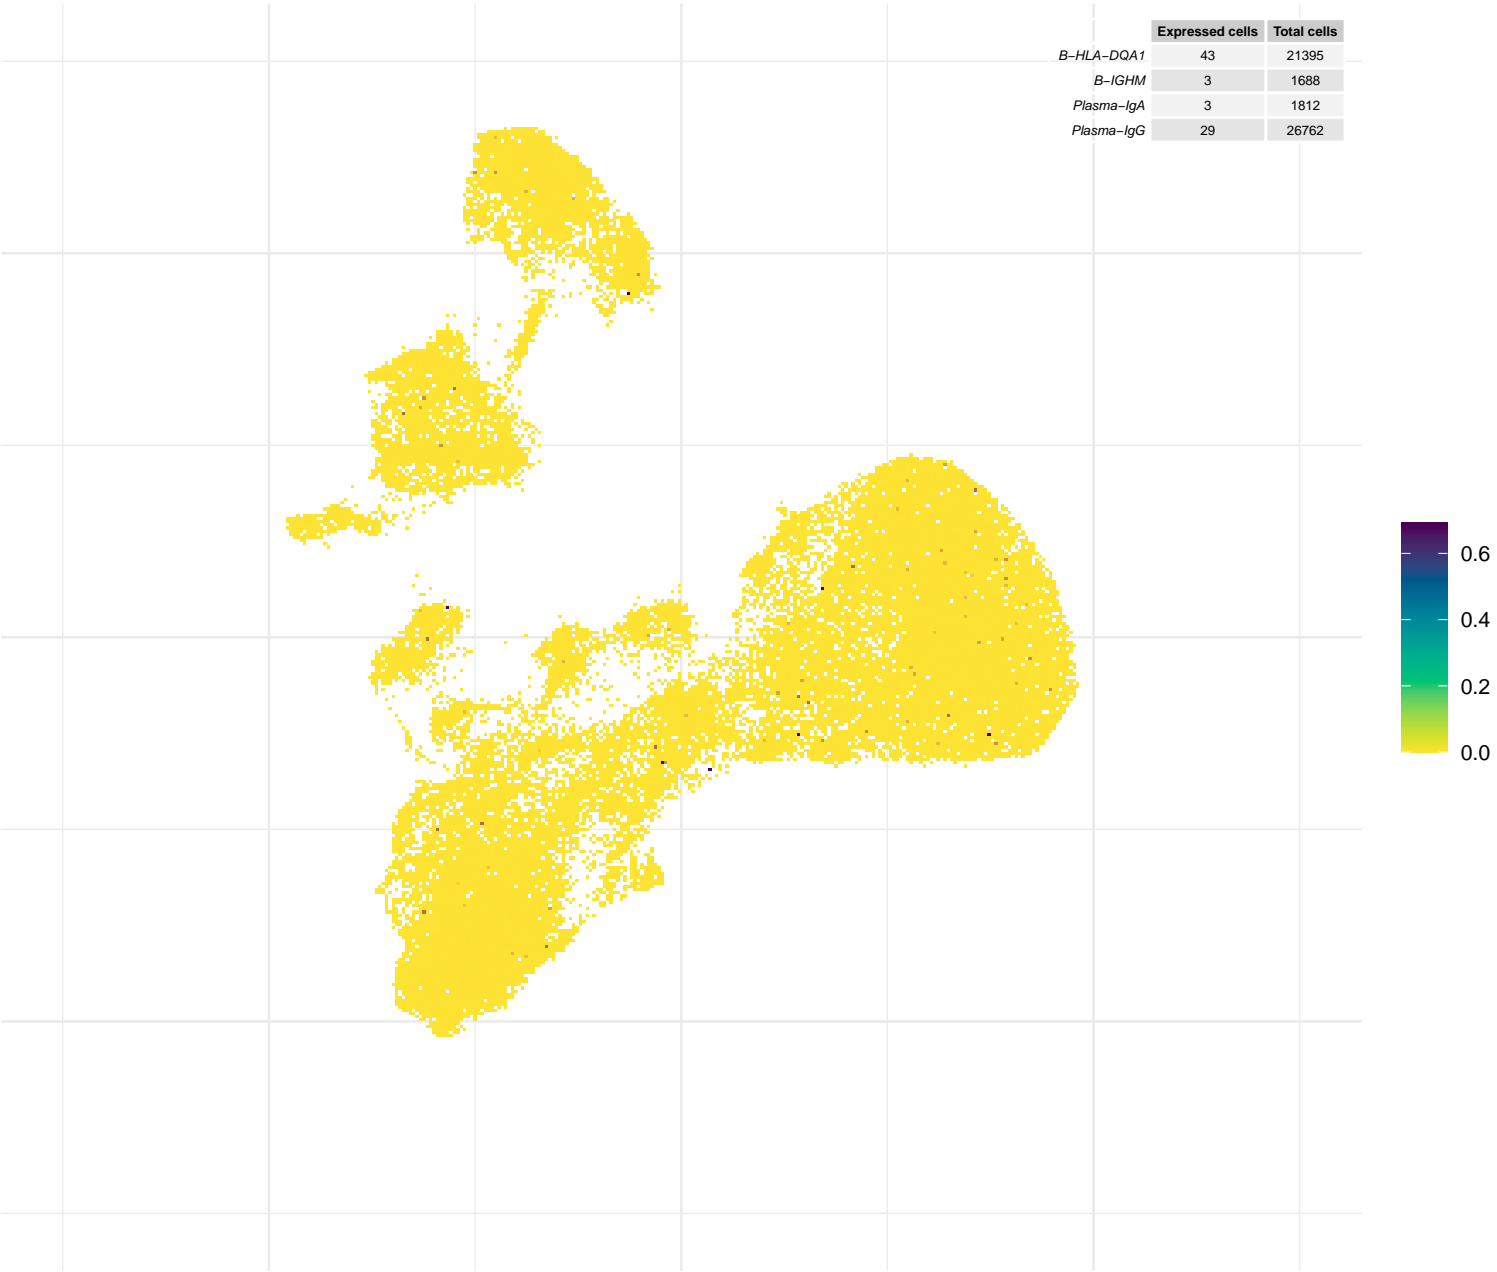 Expressed cells Total cells
B−HLA−DQA1 43 21395
B−IGHM 3 1688
Plasma−IgA 3 1812
Plasma−IgG 29 26762
0.6
0.4
0.2
0.0